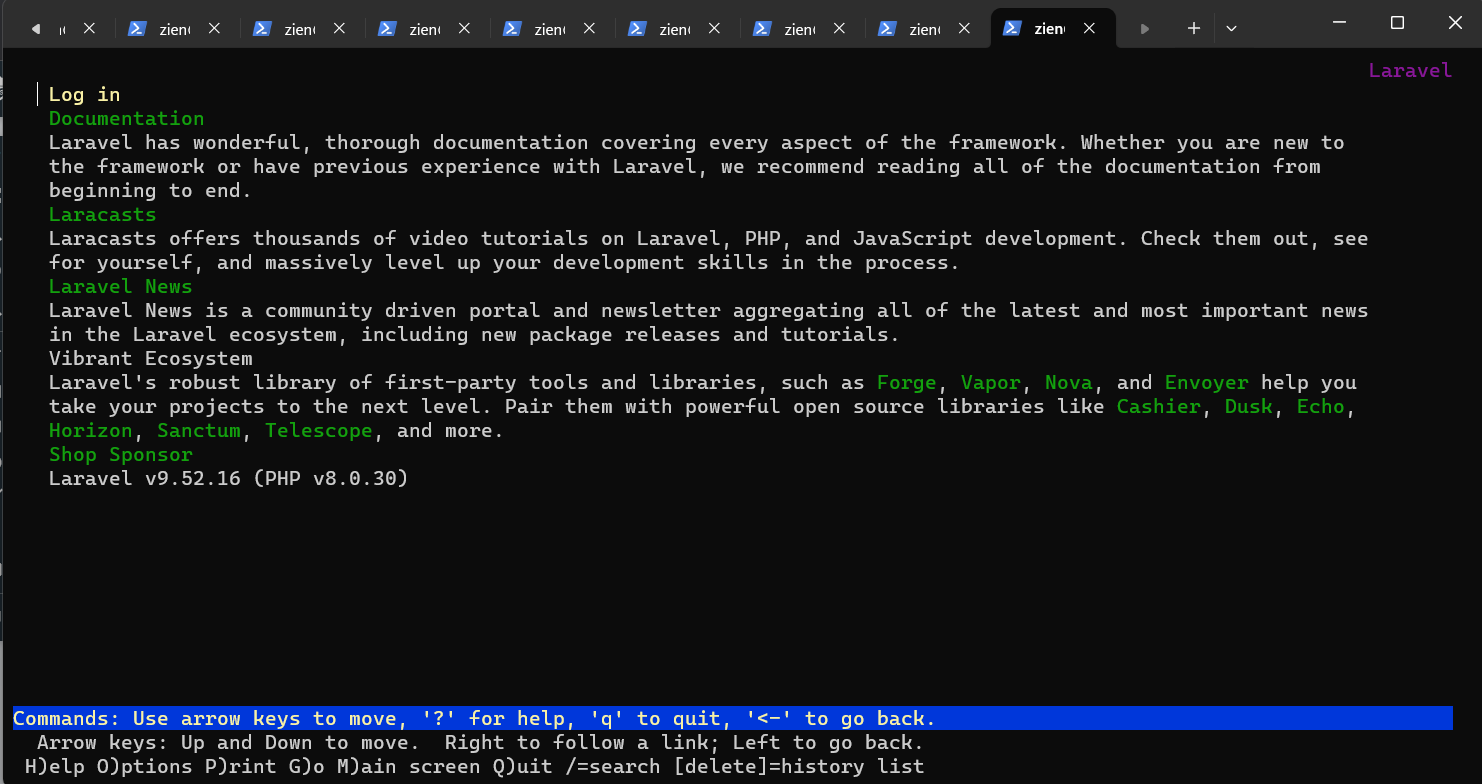 zien
zien
zien
zien
zien
zien
zien
zien
Laravel
Log in
Documentation
Laravel has wonderful, thorough documentation covering every aspect of the framework. Whether you are new to
the framework or have previous experience with Laravel, we recommend reading all of the documentation from
beginning to end.
Laracasts
Laracasts offers thousands of video tutorials on Laravel, PHP, and JavaScript development. Check them out, see
for yourself, and massively level up your development skills in the process.
Laravel News
Laravel News is a community driven portal and newsletter aggregating all of the latest and most important news
in the Laravel ecosystem, including new package releases and tutorials.
Vibrant Ecosystem
Laravel's robust library of first-party tools and libraries, such as Forge, Vapor, Nova, and Envoyer help you
take your projects to the next level. Pair them with powerful open source libraries like Cashier, Dusk, Echo,
Horizon, Sanctum, Telescope, and more.
Shop Sponsor
Laravel v9.52.16 (PHP v8.0.30)
Commands: Use arrow keys to move, '?' for help, 'q' to quit, '<-' to go back.
Arrow keys: Up and Down to move.  Right to follow a link; Left to go back.
H)elp O)ptions P)rint G)o M)ain screen Q)uit /=search [delete]=history list